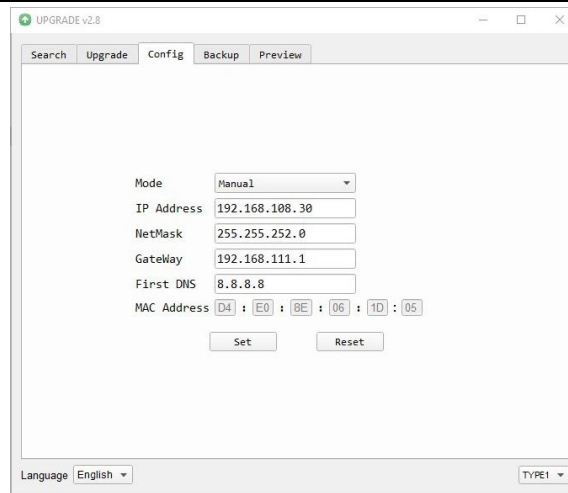 UPGRADE v2.8
Search Upgrade Config Backup Preview
Mode Manual
IP Address 192.168.108.30
NetMask 255.255.252.0
GateWay 192.168.111.1
First DNS 8.8.8.8
MAC Address D4 : E0 : 8E : 06 : 1D : 05
Set Reset
Language English TYPE1